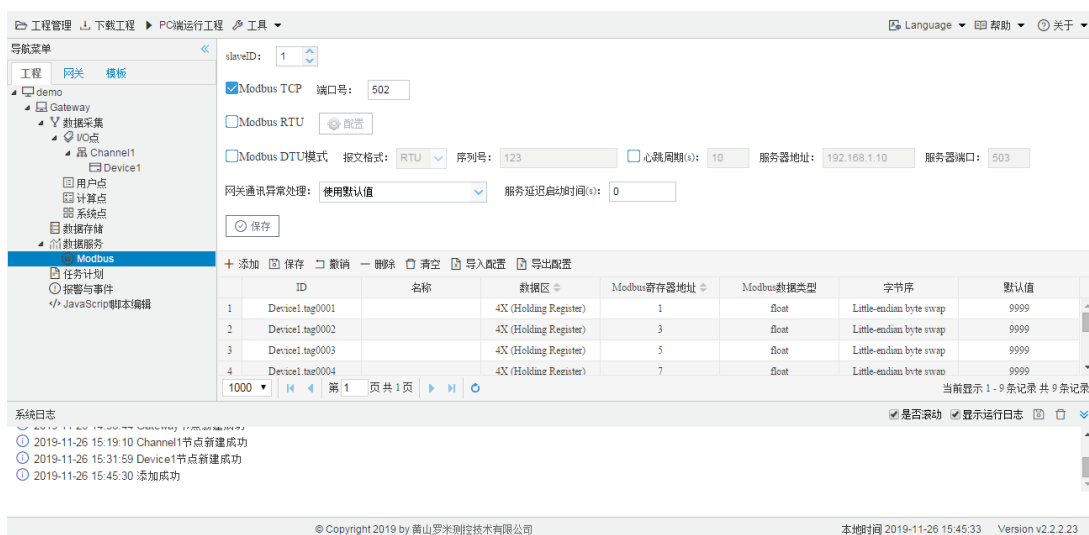 工程管理 下载工程 PC端运行工程 工具 Language 帮助 关于
导航菜单
工程 网关 模板
demo
Gateway
数据采集
I/O点
Channel1
Device1
用户点
计算点
系统点
数据存储
数据服务
Modbus
任务计划
报警与事件
JavaScript脚本编辑
slaveID: 1
Modbus TCP 端口号: 502
Modbus RTU 配置
Modbus DTU模式 报文格式: RTU 序列号: 123 心跳周期(s): 10 服务器地址: 192.168.1.10 服务器端口: 503
网关通讯异常处理: 使用默认值 服务延迟启动时间(s): 0
保存
添加 保存 撤销 删除 清空 导入配置 导出配置
ID 名称 数据区 Modbus寄存器地址 Modbus数据类型 字节序 默认值
1 Device1.tag0001 4X (Holding Register) 1 float Little-endian byte swap 9999
2 Device1.tag0002 4X (Holding Register) 3 float Little-endian byte swap 9999
3 Device1.tag0003 4X (Holding Register) 5 float Little-endian byte swap 9999
4 Device1.tag0004 4X (Holding Register) 7 float Little-endian byte swap 9999
1000 第 1 页共1页 当前显示 1 - 9 条记录 共 9 条记录
系统日志 是否滚动 显示运行日志
2019-11-26 14:58:44 Gateway节点新建成功
2019-11-26 15:19:10 Channel1节点新建成功
2019-11-26 15:31:59 Device1节点新建成功
2019-11-26 15:45:30 添加成功
© Copyright 2019 by 黄山罗米测控技术有限公司 本地时间 2019-11-26 15:45:33 Version v2.2.2.23